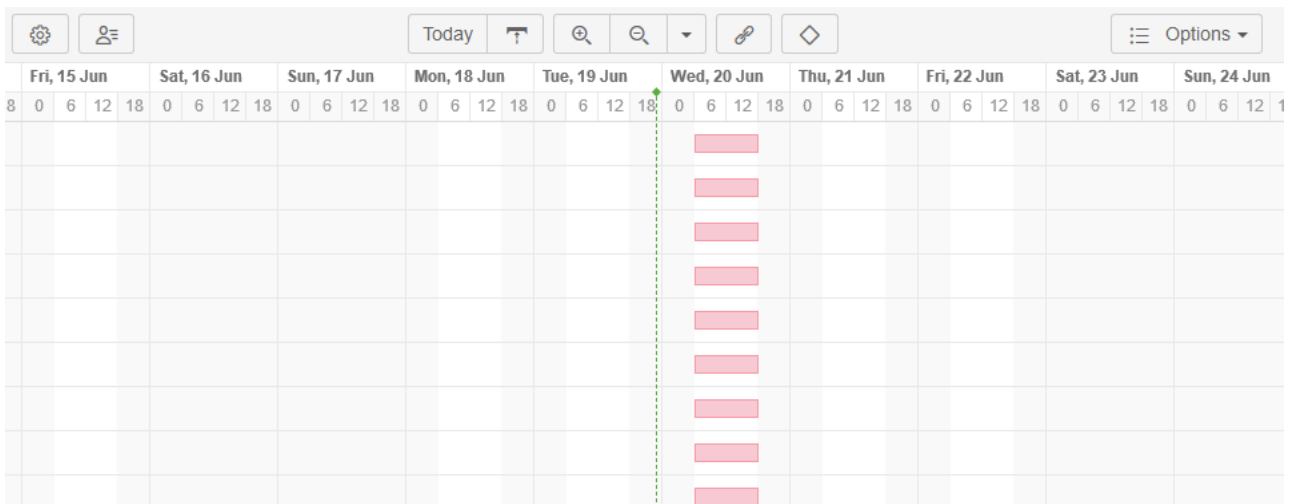 Today Options
Fri, 15 Jun Sat, 16 Jun Sun, 17 Jun Mon, 18 Jun Tue, 19 Jun Wed, 20 Jun Thu, 21 Jun Fri, 22 Jun Sat, 23 Jun Sun, 24 Jun
8 0 6 12 18 0 6 12 18 0 6 12 18 0 6 12 18 0 6 12 18 0 6 12 18 0 6 12 18 0 6 12 18 0 6 12 18 0 6 12 1